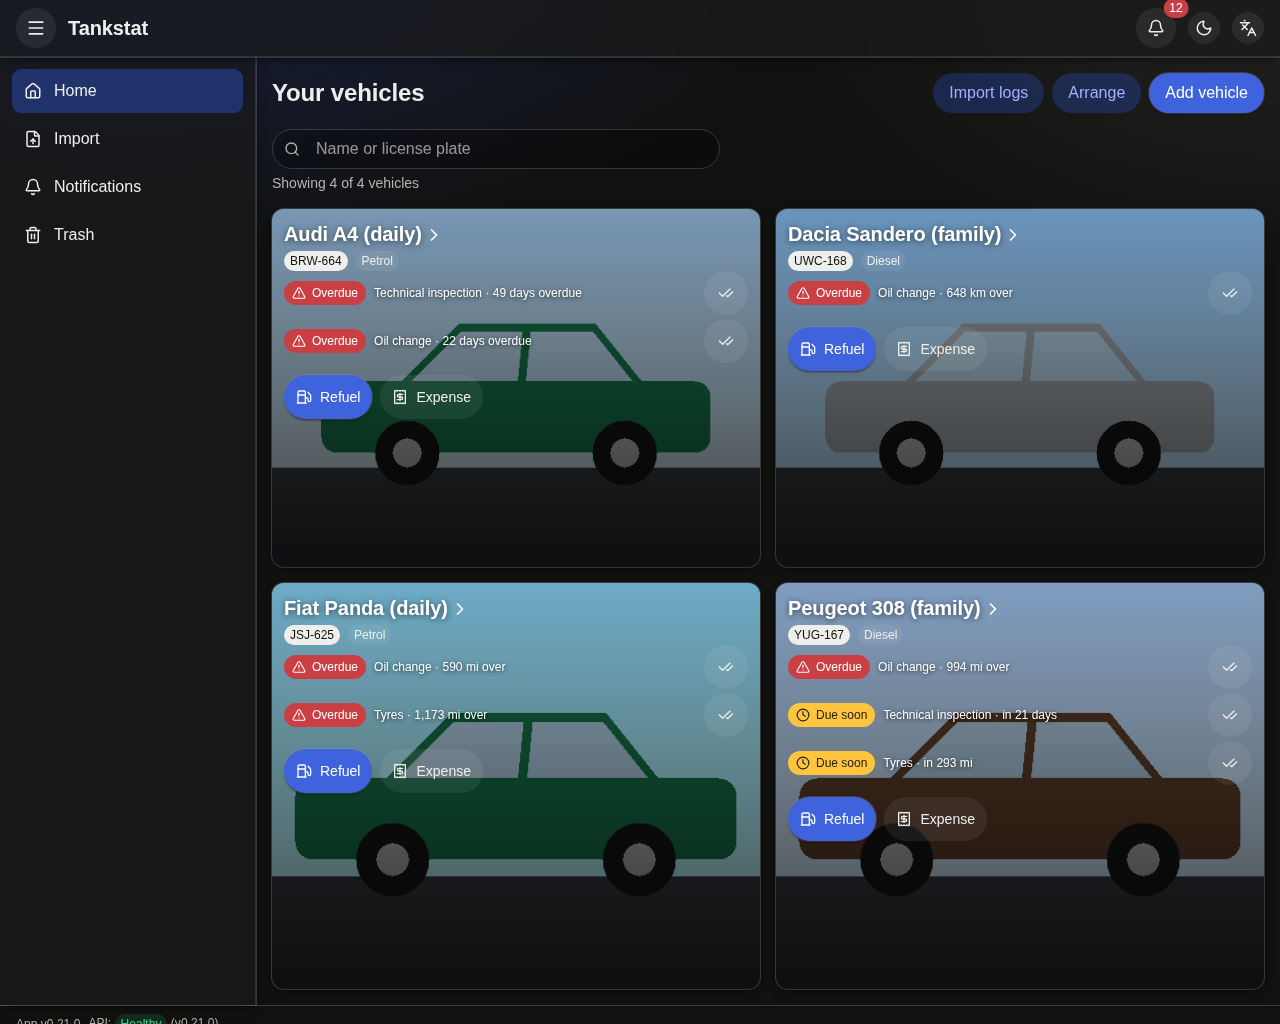 Tankstat
12
Home
Import
Notifications
Trash
Your vehicles
Import logs
Arrange
Add vehicle
Name or license plate
Showing 4 of 4 vehicles
Audi A4 (daily)
BRW-664 Petrol
Overdue Technical inspection · 49 days overdue
Overdue Oil change · 22 days overdue
Refuel Expense
Dacia Sandero (family)
UWC-168 Diesel
Overdue Oil change · 648 km over
Refuel Expense
Fiat Panda (daily)
JSJ-625 Petrol
Overdue Oil change · 590 mi over
Overdue Tyres · 1,173 mi over
Refuel Expense
Peugeot 308 (family)
YUG-167 Diesel
Overdue Oil change · 994 mi over
Due soon Technical inspection · in 21 days
Due soon Tyres · in 293 mi
Refuel Expense
App v0.21.0 API: Healthy (v0.21.0)